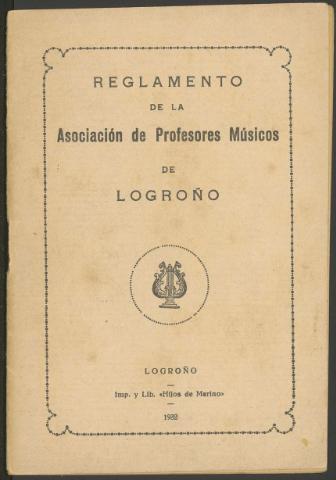 REGLAMENTO
DE LA
Asociación de Profesores Músicos
DE
LOGROÑO
LOGROÑO
Imp. y Lib. «Hijos de Merino»
1932